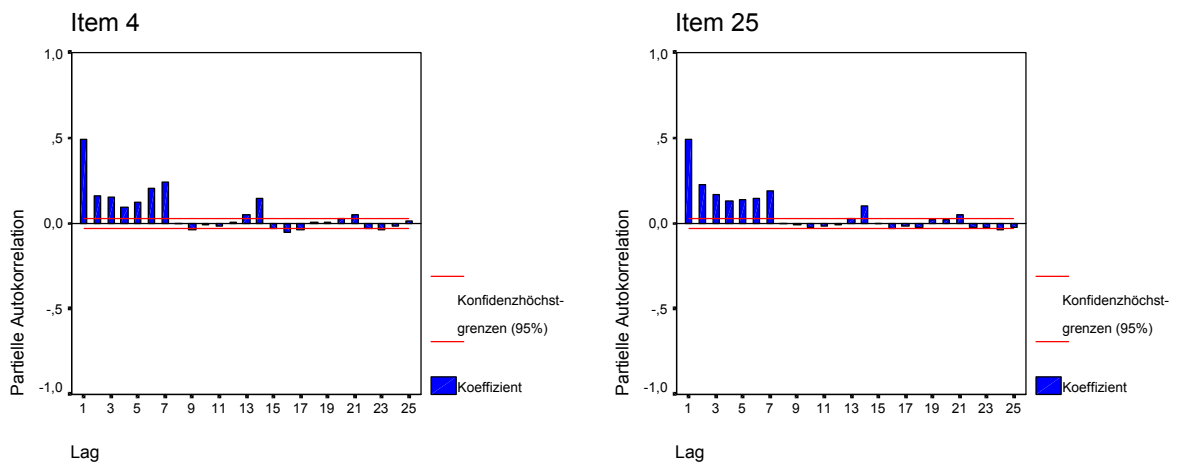 Item 4
1,0
,5
0,0
-,5
-1,0
Partielle Autokorrelation
1 3 5 7 9 11 13 15 17 19 21 23 25
Lag
Konfidenzhöchst-
grenzen (95%)
Koeffizient
Item 25
1,0
,5
0,0
-,5
-1,0
Partielle Autokorrelation
1 3 5 7 9 11 13 15 17 19 21 23 25
Lag
Konfidenzhöchst-
grenzen (95%)
Koeffizient